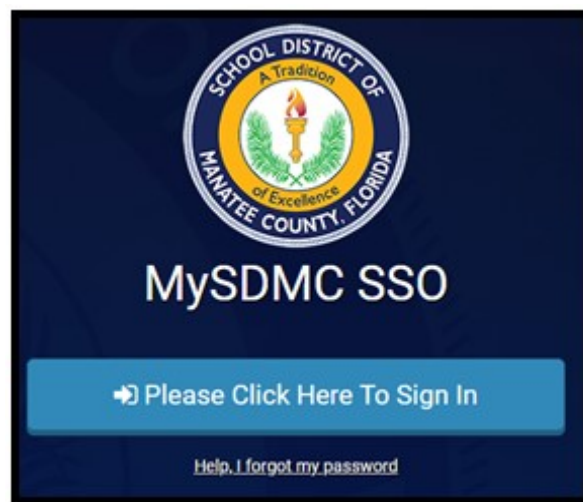 SCHOOL DISTRICT OF
A Tradition
of Excellence
MANATEE COUNTY, FLORIDA
MySDMC SSO
Please Click Here To Sign In
Help, I forgot my password